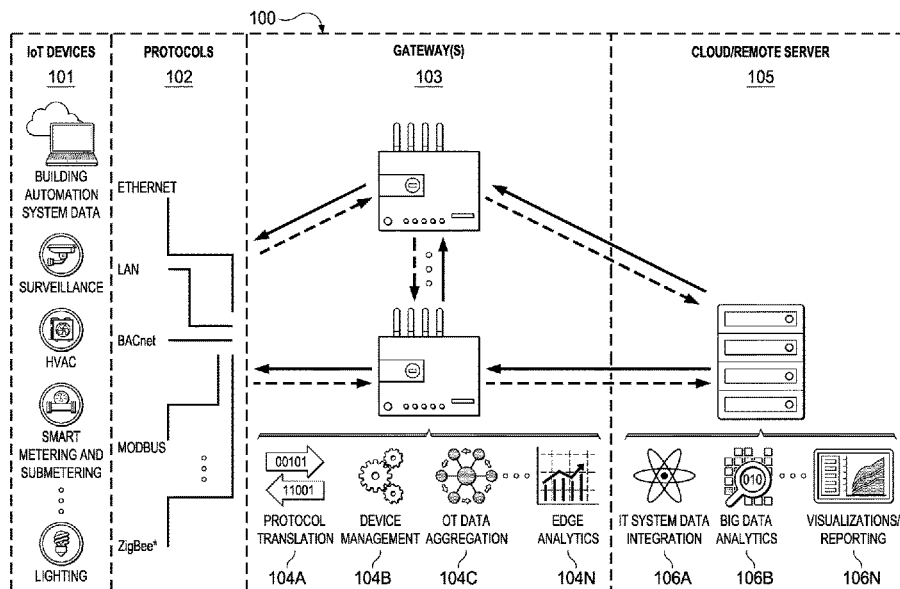 100
IoT DEVICES
101
BUILDING
AUTOMATION
SYSTEM DATA
SURVEILLANCE
HVAC
SMART
METERING AND
SUBMETERING
LIGHTING
PROTOCOLS
102
ETHERNET
LAN
BACnet
MODBUS
ZigBee*
GATEWAY(S)
103
00101
11001
PROTOCOL
TRANSLATION
104A
DEVICE
MANAGEMENT
104B
OT DATA
AGGREGATION
104C
EDGE
ANALYTICS
104N
CLOUD/REMOTE SERVER
105
IT SYSTEM DATA
INTEGRATION
106A
010
BIG DATA
ANALYTICS
106B
VISUALIZATIONS/
REPORTING
106N